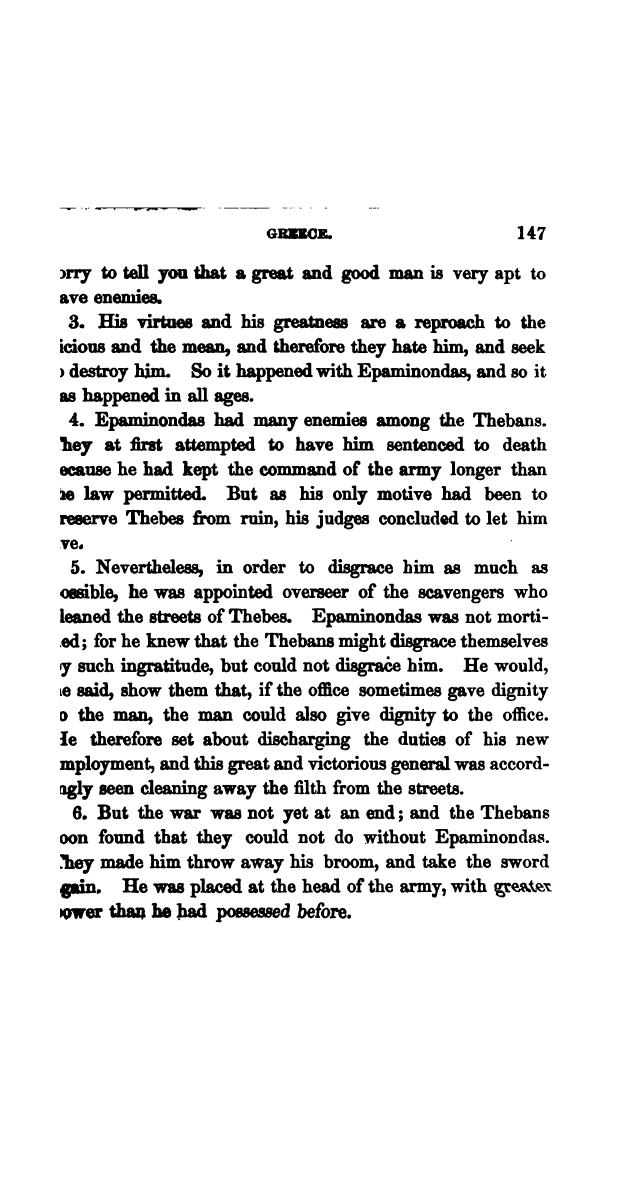 GREECE. 147
orry to tell you that a great and good man is very apt to
ave enemies.
3. His virtues and his greatness are a reproach to the
icious and the mean, and therefore they hate him, and seek
o destroy him. So it happened with Epaminondas, and so it
as happened in all ages.
4. Epaminondas had many enemies among the Thebans.
They at first attempted to have him sentenced to death
ecause he had kept the command of the army longer than
he law permitted. But as his only motive had been to
reserve Thebes from ruin, his judges concluded to let him
ve.
5. Nevertheless, in order to disgrace him as much as
ossible, he was appointed overseer of the scavengers who
leaned the streets of Thebes. Epaminondas was not morti-
ed; for he knew that the Thebans might disgrace themselves
y such ingratitude, but could not disgrace him. He would,
e said, show them that, if the office sometimes gave dignity
o the man, the man could also give dignity to the office.
He therefore set about discharging the duties of his new
mployment, and this great and victorious general was accord-
ngly seen cleaning away the filth from the streets.
6. But the war was not yet at an end; and the Thebans
oon found that they could not do without Epaminondas.
They made him throw away his broom, and take the sword
gain. He was placed at the head of the army, with greater
ower than he had possessed before.